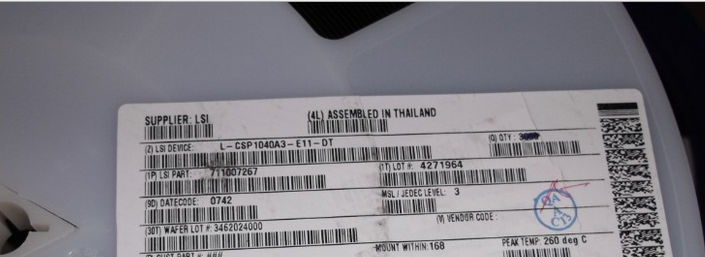 SUPPLIER: LSI
(4L) ASSEMBLED IN THAILAND
(Z) LSI DEVICE: L-CSP1040A3-E11-DT
(Q) QTY:
(1P) LSI PART: 711007267
(1T) LOT #: 4271964
(9D) DATECODE: 0742
MSL / JEDEC LEVEL: 3
(30T) WAFER LOT #: 3462024000
(V) VENDOR CODE:
MOUNT WITHIN: 168
PEAK TEMP: 260 deg C